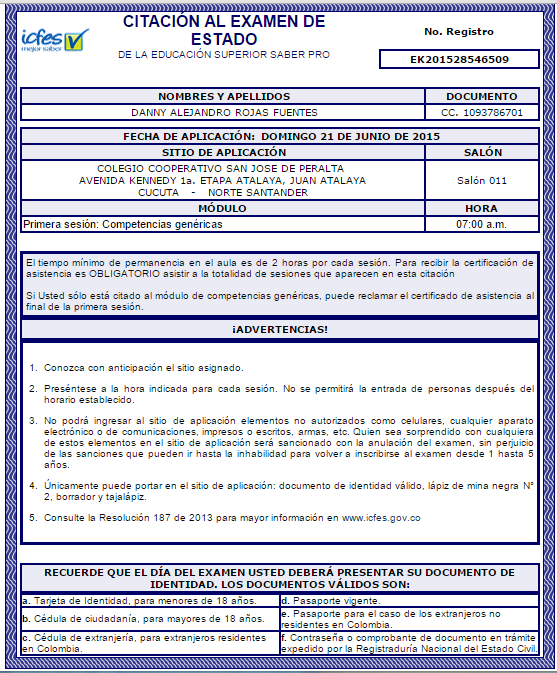 icfes
mejor saber
CITACIÓN AL EXAMEN DE
ESTADO
DE LA EDUCACIÓN SUPERIOR SABER PRO
No. Registro
EK201528546509
NOMBRES Y APELLIDOS DOCUMENTO
DANNY ALEJANDRO ROJAS FUENTES CC. 1093786701
FECHA DE APLICACIÓN: DOMINGO 21 DE JUNIO DE 2015
SITIO DE APLICACIÓN SALÓN
COLEGIO COOPERATIVO SAN JOSE DE PERALTA
AVENIDA KENNEDY 1a. ETAPA ATALAYA, JUAN ATALAYA
CUCUTA - NORTE SANTANDER
Salón 011
MÓDULO HORA
Primera sesión: Competencias genéricas 07:00 a.m.
El tiempo mínimo de permanencia en el aula es de 2 horas por cada sesión. Para recibir la certificación de
asistencia es OBLIGATORIO asistir a la totalidad de sesiones que aparecen en esta citación
Si Usted sólo está citado al módulo de competencias genéricas, puede reclamar el certificado de asistencia al
final de la primera sesión.
¡ADVERTENCIAS!
1. Conozca con anticipación el sitio asignado.
2. Preséntese a la hora indicada para cada sesión. No se permitirá la entrada de personas después del
horario establecido.
3. No podrá ingresar al sitio de aplicación elementos no autorizados como celulares, cualquier aparato
electrónico o de comunicaciones, impresos o escritos, armas, etc. Quien sea sorprendido con cualquiera
de estos elementos en el sitio de aplicación será sancionado con la anulación del examen, sin perjuicio
de las sanciones que pueden ir hasta la inhabilidad para volver a inscribirse al examen desde 1 hasta 5
años.
4. Únicamente puede portar en el sitio de aplicación: documento de identidad válido, lápiz de mina negra N°
2, borrador y tajalápiz.
5. Consulte la Resolución 187 de 2013 para mayor información en www.icfes.gov.co
RECUERDE QUE EL DÍA DEL EXAMEN USTED DEBERÁ PRESENTAR SU DOCUMENTO DE
IDENTIDAD. LOS DOCUMENTOS VÁLIDOS SON:
a. Tarjeta de Identidad, para menores de 18 años.
d. Pasaporte vigente.
b. Cédula de ciudadanía, para mayores de 18 años.
e. Pasaporte para el caso de los extranjeros no
residentes en Colombia.
c. Cédula de extranjería, para extranjeros residentes
en Colombia.
f. Contraseña o comprobante de documento en trámite
expedido por la Registraduría Nacional del Estado Civil.